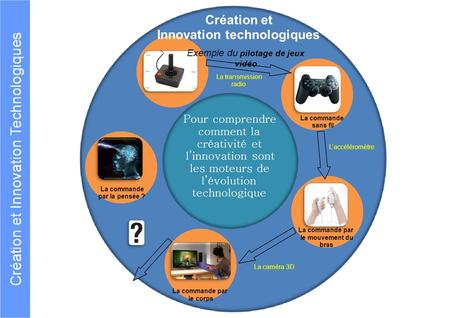 Création et Innovation Technologiques
Création et
Innovation technologiques
Exemple du pilotage de jeux
vidéo
La transmission
radio
La commande
sans fil
L'accéléromètre
Pour comprendre
comment la
créativité et
l'innovation sont
les moteurs de
l'évolution
technologique
La commande par
le mouvement du
bras
La caméra 3D
La commande par
le corps
?
La commande
par la pensée ?